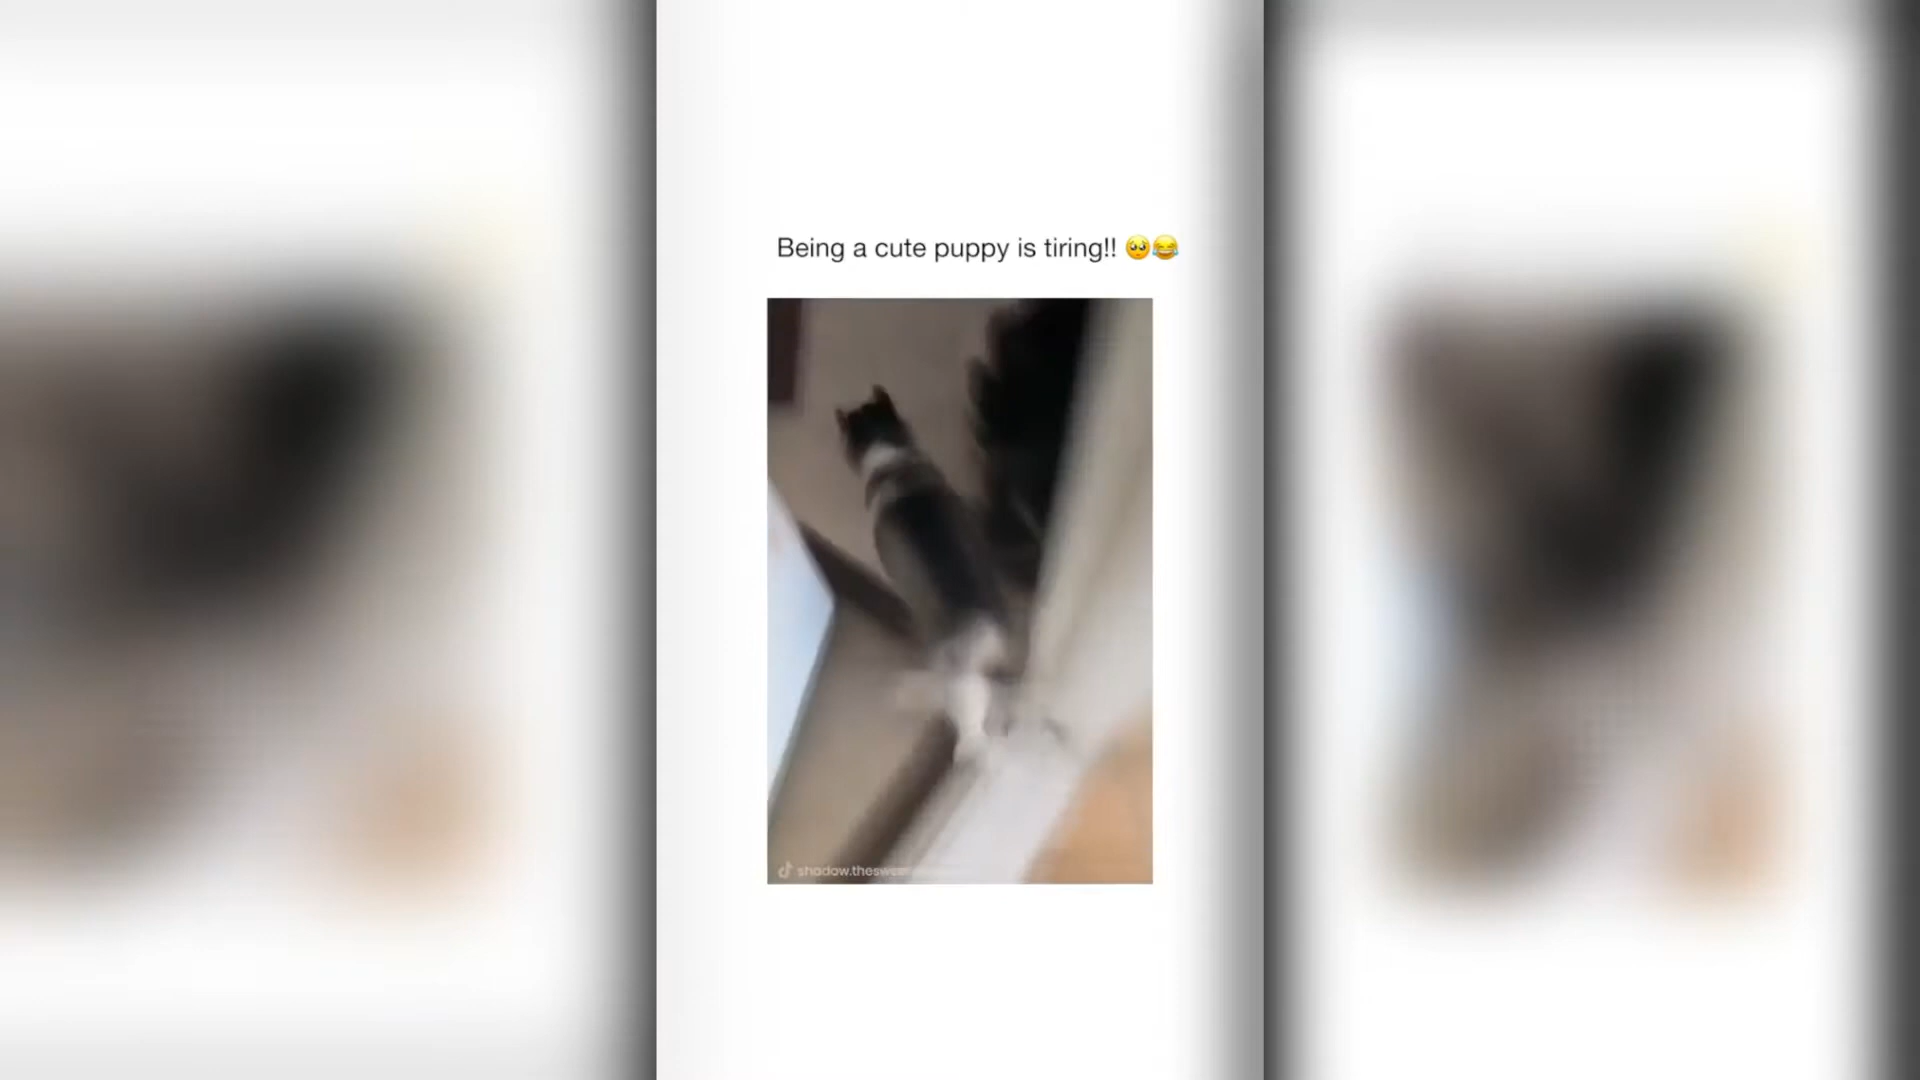 Being a cute puppy is tiring!! 🥺😂